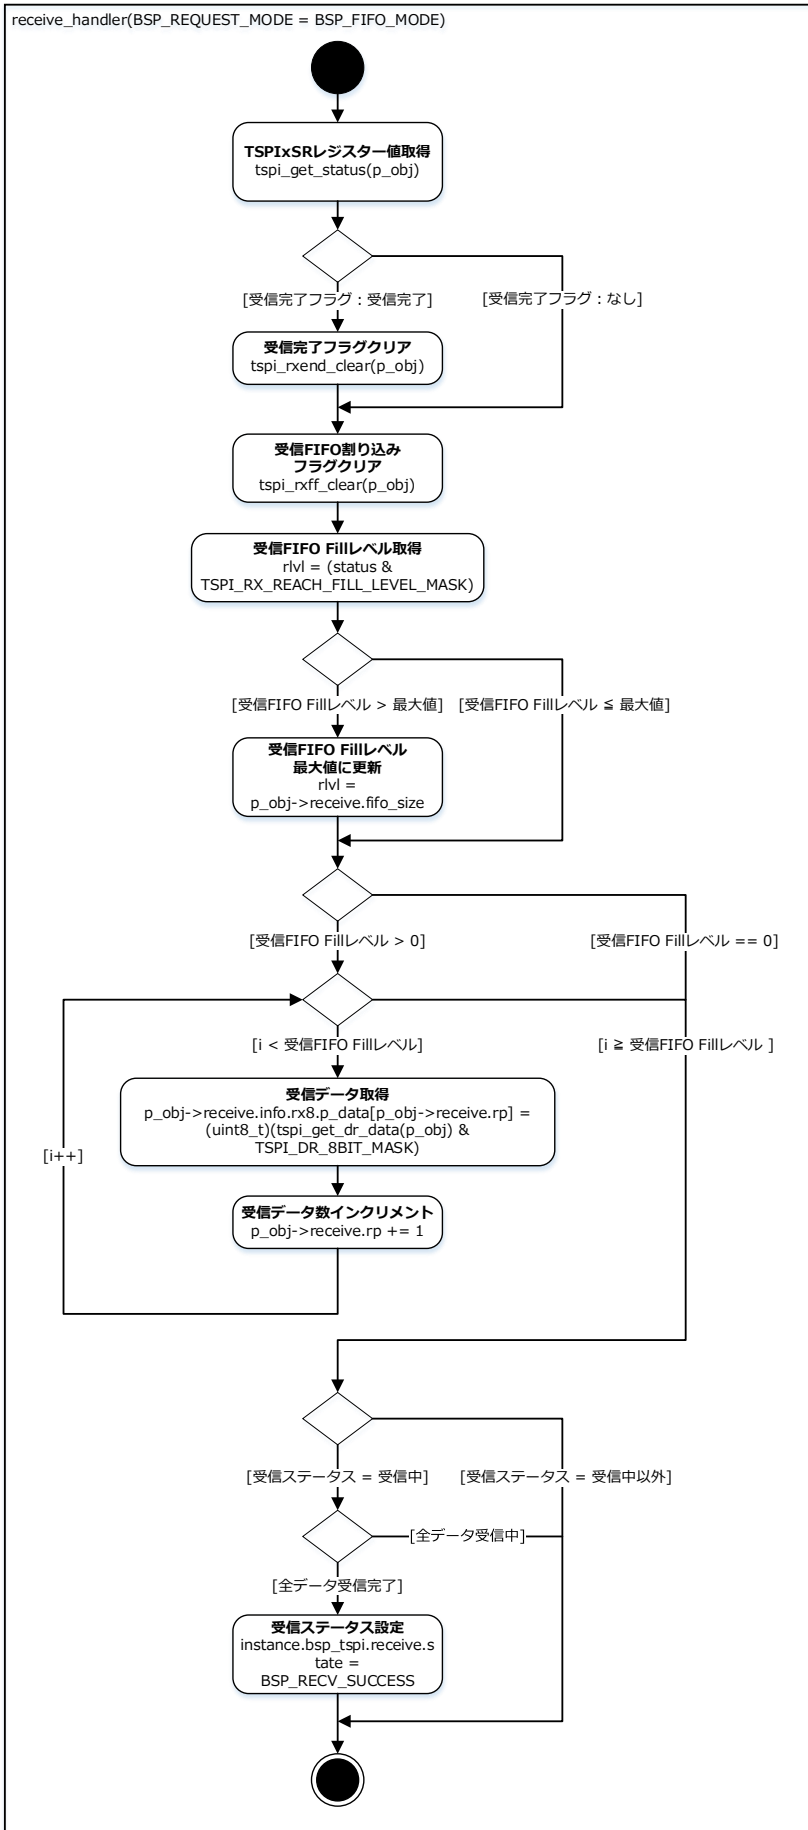 receive_handler(BSP_REQUEST_MODE = BSP_FIFO_MODE)
TSPIxSRレジスター値取得
tspi_get_status(p_obj)
[受信完了フラグ : 受信完了]
[受信完了フラグ : なし]
受信完了フラグクリア
tspi_rxend_clear(p_obj)
受信FIFO割り込み
フラグクリア
tspi_rxff_clear(p_obj)
受信FIFO Fillレベル取得
rlvl = (status &
TSPI_RX_REACH_FILL_LEVEL_MASK)
[受信FIFO Fillレベル > 最大値]
[受信FIFO Fillレベル ≦ 最大値]
受信FIFO Fillレベル
最大値に更新
rlvl =
p_obj->receive.fifo_size
[受信FIFO Fillレベル > 0]
[受信FIFO Fillレベル == 0]
[i < 受信FIFO Fillレベル]
[i ≧ 受信FIFO Fillレベル ]
受信データ取得
p_obj->receive.info.rx8.p_data[p_obj->receive.rp] =
(uint8_t)(tspi_get_dr_data(p_obj) &
TSPI_DR_8BIT_MASK)
[i++]
受信データ数インクリメント
p_obj->receive.rp += 1
[受信ステータス = 受信中]
[受信ステータス = 受信中以外]
[全データ受信中]
[全データ受信完了]
受信ステータス設定
instance.bsp_tspi.receive.s
tate =
BSP_RECV_SUCCESS